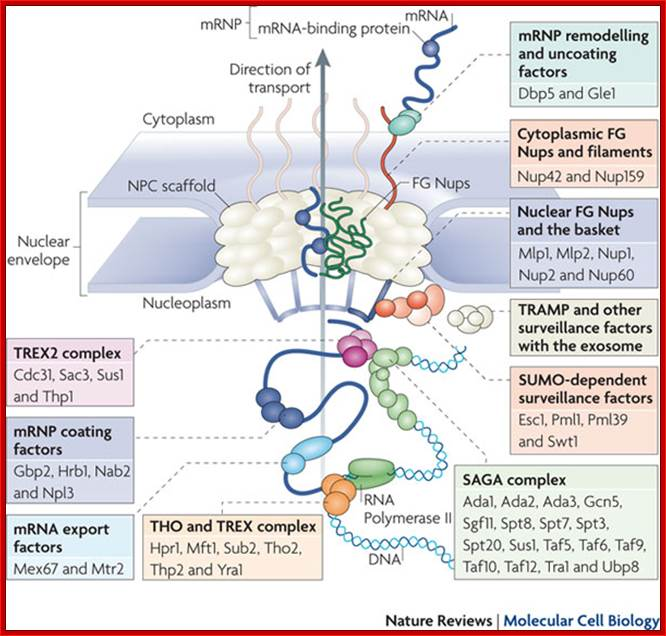 mRNP
mRNA-binding protein
mRNA
Direction of
transport
Cytoplasm
NPC scaffold
FG Nups
Nuclear
envelope
Nucleoplasm
mRNP remodelling
and uncoating
factors
Dbp5 and Gle1
Cytoplasmic FG
Nups and filaments
Nup42 and Nup159
Nuclear FG Nups
and the basket
Mlp1, Mlp2, Nup1,
Nup2 and Nup60
TRAMP and other
surveillance factors
with the exosome
SUMO-dependent
surveillance factors
Esc1, Pml1, Pml39
and Swt1
TREX2 complex
Cdc31, Sac3, Sus1
and Thp1
mRNP coating
factors
Gbp2, Hrb1, Nab2
and Npl3
mRNA export
factors
Mex67 and Mtr2
THO and TREX complex
Hpr1, Mft1, Sub2, Tho2,
Thp2 and Yra1
RNA
Polymerase II
DNA
SAGA complex
Ada1, Ada2, Ada3, Gcn5,
Sgf11, Spt8, Spt7, Spt3,
Spt20, Sus1, Taf5, Taf6, Taf9,
Taf10, Taf12, Tra1 and Ubp8
Nature Reviews | Molecular Cell Biology